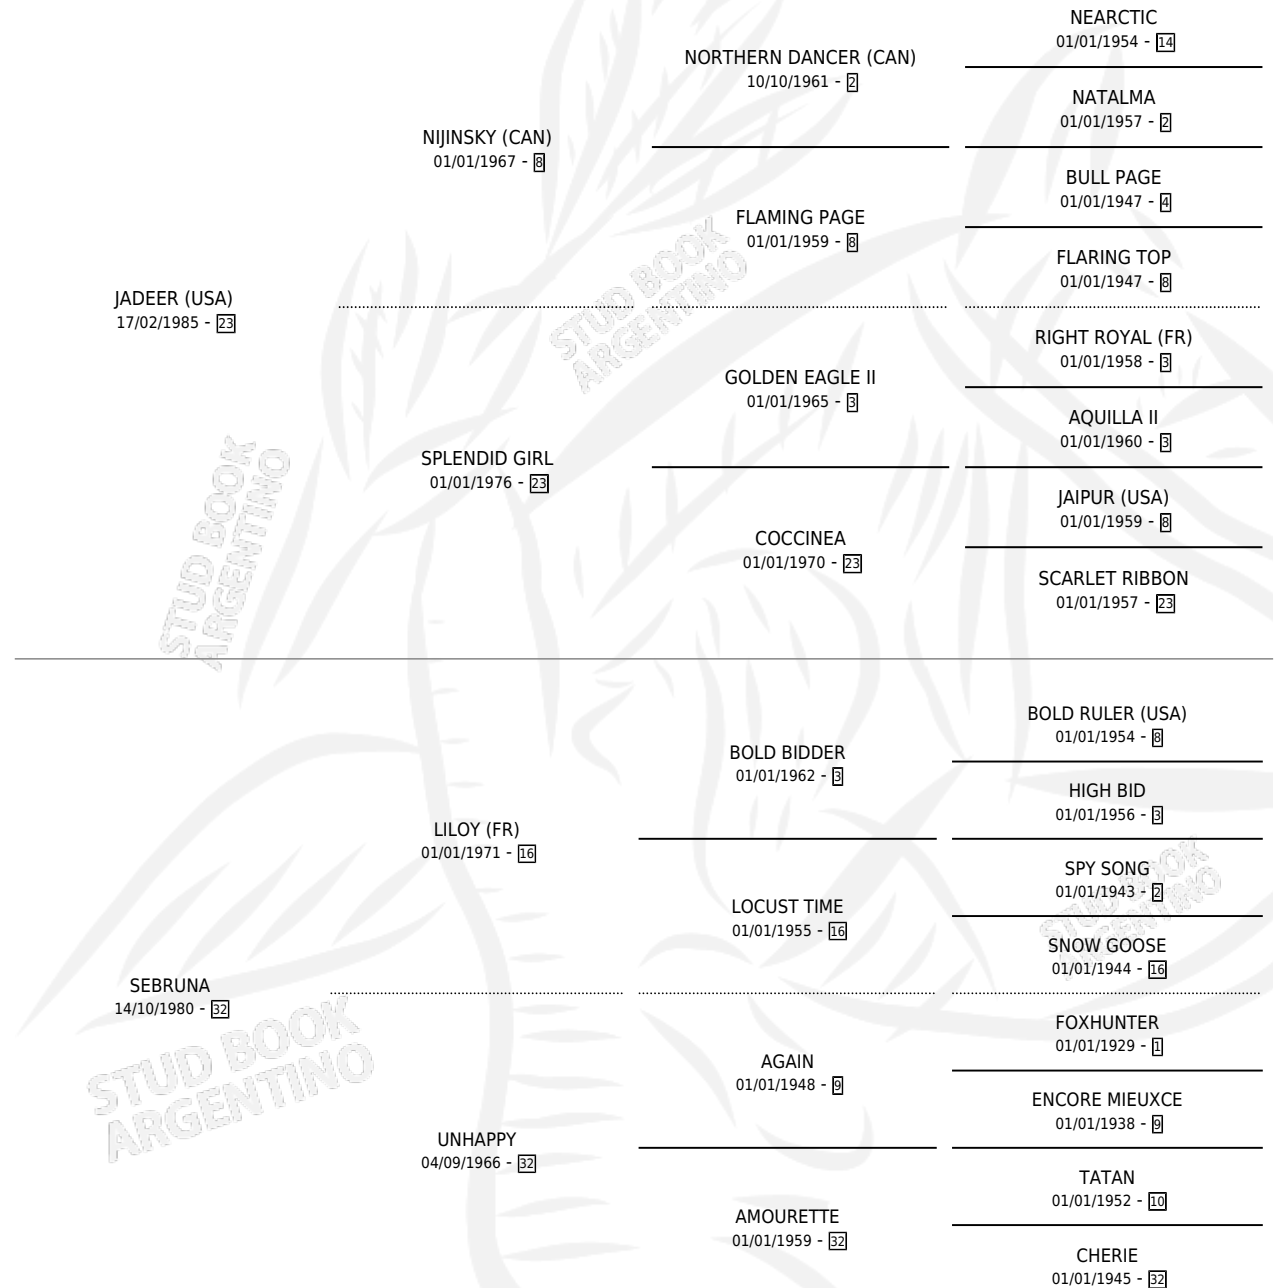 NEARCTIC
01/01/1954 - 14
NORTHERN DANCER (CAN)
10/10/1961 - 2
NATALMA
01/01/1957 - 2
NIJINSKY (CAN)
01/01/1967 - 8
BULL PAGE
01/01/1947 - 4
FLAMING PAGE
01/01/1959 - 8
FLARING TOP
01/01/1947 - 8
JADEER (USA)
17/02/1985 - 23
STUD BOOK
ARGENTINO
RIGHT ROYAL (FR)
01/01/1958 - 3
GOLDEN EAGLE II
01/01/1965 - 3
AQUILLA II
01/01/1960 - 3
SPLENDID GIRL
01/01/1976 - 23
JAIPUR (USA)
01/01/1959 - 8
COCCINEA
01/01/1970 - 23
SCARLET RIBBON
01/01/1957 - 23
STUD BOOK
ARGENTINO
BOLD RULER (USA)
01/01/1954 - 8
BOLD BIDDER
01/01/1962 - 3
HIGH BID
01/01/1956 - 3
LILOY (FR)
01/01/1971 - 16
SPY SONG
01/01/1943 - 2
LOCUST TIME
01/01/1955 - 16
STUD BOOK
ARGENTINO
SNOW GOOSE
01/01/1944 - 16
SEBRUNA
14/10/1980 - 32
FOXHUNTER
01/01/1929 - 1
STUD BOOK
ARGENTINO
AGAIN
01/01/1948 - 9
ENCORE MIEUXCE
01/01/1938 - 9
UNHAPPY
04/09/1966 - 32
TATAN
01/01/1952 - 10
AMOURETTE
01/01/1959 - 32
CHERIE
01/01/1945 - 32